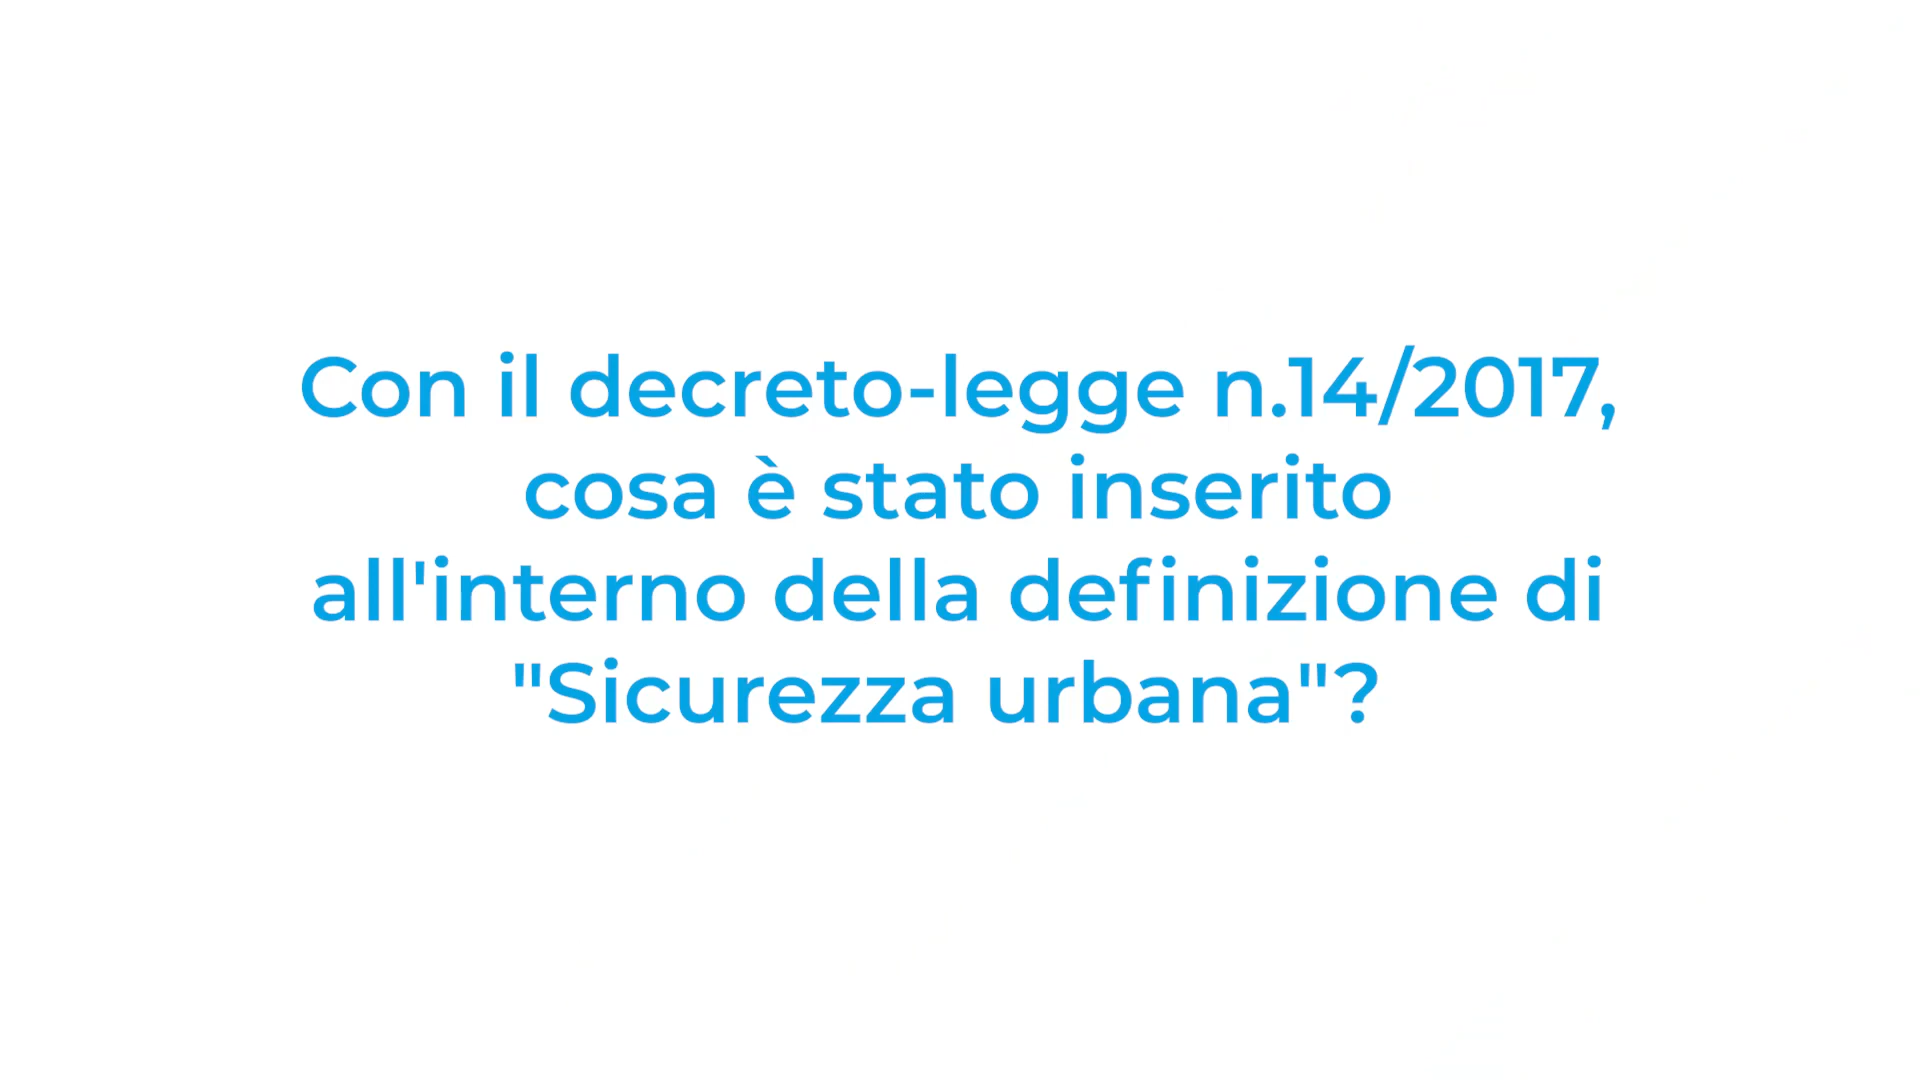 Con il decreto-legge n.14/2017,
cosa è stato inserito
all'interno della definizione di
"Sicurezza urbana"?